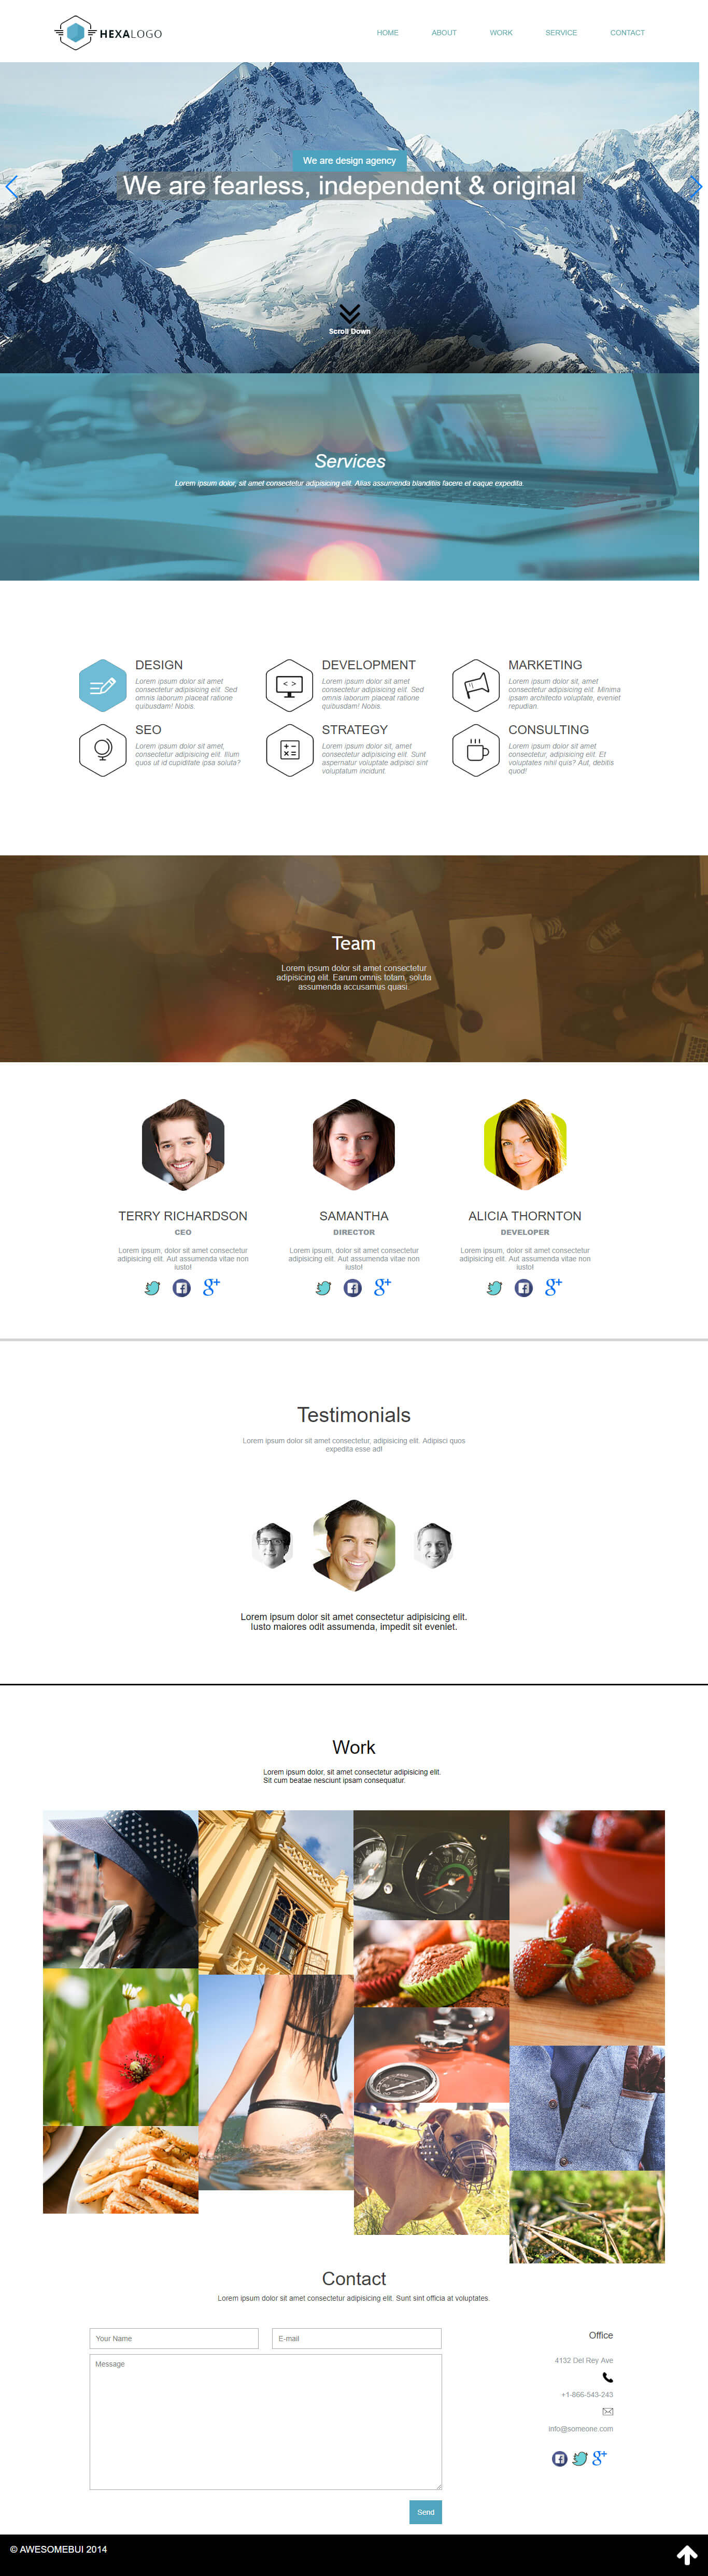 HEXALOGO
HOME ABOUT WORK SERVICE CONTACT
We are design agency
We are fearless, independent & original
Scroll Down
Services
Lorem ipsum dolor, sit amet consectetur adipisicing elit. Alias assumenda blanditiis facere et eaque expedita.
DESIGN
Lorem ipsum dolor sit amet
consectetur adipisicing elit. Sed
omnis laborum placeat ratione
quibusdam! Nobis.
DEVELOPMENT
Lorem ipsum dolor sit amet
consectetur adipisicing elit. Sed
omnis laborum placeat ratione
quibusdam! Nobis.
MARKETING
Lorem ipsum dolor sit, amet
consectetur adipisicing elit. Minima
ipsam architecto voluptate, eveniet
repudian.
SEO
Lorem ipsum dolor sit amet,
consectetur adipisicing elit. Illum
quos ut id cupiditate ipsa soluta?
STRATEGY
Lorem ipsum dolor sit, amet
consectetur adipisicing elit. Sunt
aspernatur voluptate adipisci sint
voluptatum incidunt.
CONSULTING
Lorem ipsum dolor sit amet
consectetur, adipisicing elit. Et
voluptates nihil quis? Aut, debitis
quod!
Team
Lorem ipsum dolor sit amet consectetur
adipisicing elit. Earum omnis totam, soluta
assumenda accusamus quasi.
TERRY RICHARDSON
CEO
Lorem ipsum, dolor sit amet consectetur
adipisicing elit. Aut assumenda vitae non
iusto!
SAMANTHA
DIRECTOR
Lorem ipsum, dolor sit amet consectetur
adipisicing elit. Aut assumenda vitae non
iusto!
ALICIA THORNTON
DEVELOPER
Lorem ipsum, dolor sit amet consectetur
adipisicing elit. Aut assumenda vitae non
iusto!
Testimonials
Lorem ipsum dolor sit amet consectetur, adipisicing elit. Adipisci quos
expedita esse ad!
Lorem ipsum dolor sit amet consectetur adipisicing elit.
Iusto maiores odit assumenda, impedit sit eveniet.
Work
Lorem ipsum dolor, sit amet consectetur adipisicing elit.
Sit cum beatae nesciunt ipsam consequatur.
Contact
Lorem ipsum dolor sit amet consectetur adipisicing elit. Sunt officia at voluptates.
Your Name
E-mail
Message
Send
Office
4132 Del Rey Ave
+1-866-543-243
info@someone.com
© AWESOMEBUI 2014